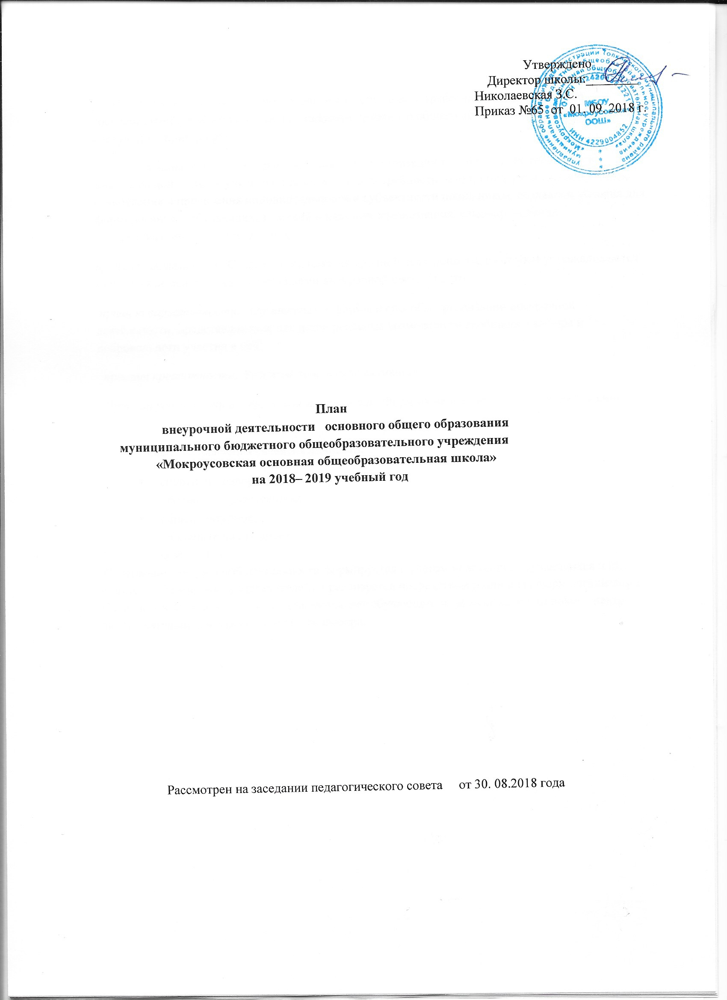 Утверждено
Директор школы:_________
Николаевская З.С.
Приказ №65 от 01. 09. 2018 г.
МБОУ
«Мокроусовская
ООШ»
ИНН 4229004852
План
внеурочной деятельности основного общего образования
муниципального бюджетного общеобразовательного учреждения
«Мокроусовская основная общеобразовательная школа»
на 2018– 2019 учебный год
Рассмотрен на заседании педагогического совета от 30. 08.2018 года